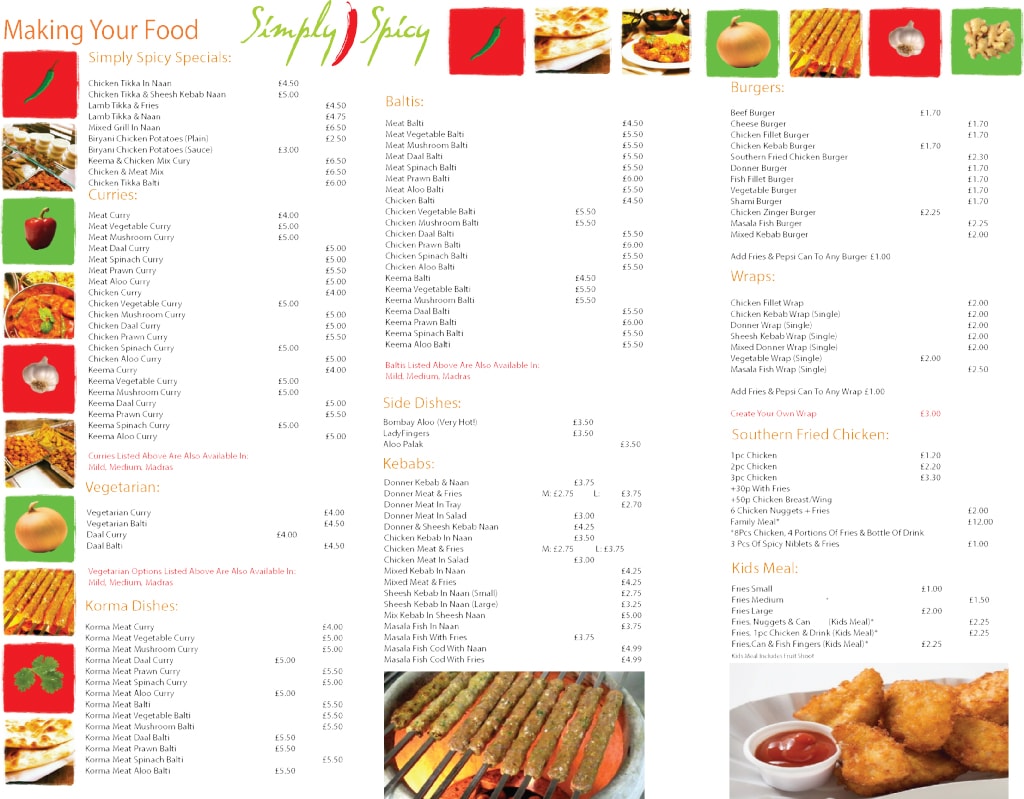 Making Your Food
Simply Spicy
Simply Spicy Specials:
Chicken Tikka In Naan £4.50
Chicken Tikka & Sheesh Kebab Naan £5.00
Lamb Tikka & Fries £4.50
Lamb Tikka & Naan £4.75
Mixed Grill In Naan £6.50
Biryani Chicken Potatoes (Plain) £2.50
Biryani Chicken Potatoes (Sauce) £3.00
Keema & Chicken Mix Cury £6.50
Chicken & Meat Mix £6.50
Chicken Tikka Balti £6.00
Curries:
Meat Curry £4.00
Meat Vegetable Curry £5.00
Meat Mushroom Curry £5.00
Meat Daal Curry £5.00
Meat Spinach Curry £5.00
Meat Prawn Curry £5.50
Meat Aloo Curry £5.00
Chicken Curry £4.00
Chicken Vegetable Curry £5.00
Chicken Mushroom Curry £5.00
Chicken Daal Curry £5.00
Chicken Prawn Curry £5.50
Chicken Spinach Curry £5.00
Chicken Aloo Curry £5.00
Keema Curry £4.00
Keema Vegetable Curry £5.00
Keema Mushroom Curry £5.00
Keema Daal Curry £5.00
Keema Prawn Curry £5.50
Keema Spinach Curry £5.00
Keema Aloo Curry £5.00
Curries Listed Above Are Also Available In:
Mild, Medium, Madras
Vegetarian:
Vegetarian Curry £4.00
Vegetarian Balti £4.50
Daal Curry £4.00
Daal Balti £4.50
Vegetarian Options Listed Above Are Also Available In:
Mild, Medium, Madras
Korma Dishes:
Korma Meat Curry £4.00
Korma Meat Vegetable Curry £5.00
Korma Meat Mushroom Curry £5.00
Korma Meat Daal Curry £5.00
Korma Meat Prawn Curry £5.50
Korma Meat Spinach Curry £5.00
Korma Meat Aloo Curry £5.00
Korma Meat Balti £5.50
Korma Meat Vegetable Balti £5.50
Korma Meat Mushroom Balti £5.50
Korma Meat Daal Balti £5.50
Korma Meat Prawn Balti £5.50
Korma Meat Spinach Balti £5.50
Korma Meat Aloo Balti £5.50
Baltis:
Meat Balti £4.50
Meat Vegetable Balti £5.50
Meat Mushroom Balti £5.50
Meat Daal Balti £5.50
Meat Spinach Balti £5.50
Meat Prawn Balti £6.00
Meat Aloo Balti £5.50
Chicken Balti £4.50
Chicken Vegetable Balti £5.50
Chicken Mushroom Balti £5.50
Chicken Daal Balti £5.50
Chicken Prawn Balti £6.00
Chicken Spinach Balti £5.50
Chicken Aloo Balti £5.50
Keema Balti £4.50
Keema Vegetable Balti £5.50
Keema Mushroom Balti £5.50
Keema Daal Balti £5.50
Keema Prawn Balti £6.00
Keema Spinach Balti £5.50
Keema Aloo Balti £5.50
Baltis Listed Above Are Also Available In:
Mild, Medium, Madras
Side Dishes:
Bombay Aloo (Very Hot!) £3.50
LadyFingers £3.50
Aloo Palak £3.50
Kebabs:
Donner Kebab & Naan £3.75
Donner Meat & Fries M: £2.75 L: £3.75
Donner Meat In Tray £2.70
Donner Meat In Salad £3.00
Donner & Sheesh Kebab Naan £4.25
Chicken Kebab In Naan £3.50
Chicken Meat & Fries M: £2.75 L: £3.75
Chicken Meat In Salad £3.00
Mixed Kebab In Naan £4.25
Mixed Meat & Fries £4.25
Sheesh Kebab In Naan (Small) £2.75
Sheesh Kebab In Naan (Large) £3.25
Mix Kebab In Sheesh Naan £5.00
Masala Fish In Naan £3.75
Masala Fish With Fries £3.75
Masala Fish Cod With Naan £4.99
Masala Fish Cod With Fries £4.99
Burgers:
Beef Burger £1.70
Cheese Burger £1.70
Chicken Fillet Burger £1.70
Chicken Kebab Burger £1.70
Southern Fried Chicken Burger £2.30
Donner Burger £1.70
Fish Fillet Burger £1.70
Vegetable Burger £1.70
Shami Burger £1.70
Chicken Zinger Burger £2.25
Masala Fish Burger £2.25
Mixed Kebab Burger £2.00
Add Fries & Pepsi Can To Any Burger £1.00
Wraps:
Chicken Fillet Wrap £2.00
Chicken Kebab Wrap (Single) £2.00
Donner Wrap (Single) £2.00
Sheesh Kebab Wrap (Single) £2.00
Mixed Donner Wrap (Single) £2.00
Vegetable Wrap (Single) £2.00
Masala Fish Wrap (Single) £2.50
Add Fries & Pepsi Can To Any Wrap £1.00
Create Your Own Wrap £3.00
Southern Fried Chicken:
1pc Chicken £1.20
2pc Chicken £2.20
3pc Chicken £3.30
+30p With Fries
+50p Chicken Breast/Wing
6 Chicken Nuggets + Fries £2.00
Family Meal* £12.00
*8Pcs Chicken, 4 Portions Of Fries & Bottle Of Drink
3 Pcs Of Spicy Niblets & Fries £1.00
Kids Meal:
Fries Small £1.00
Fries Medium * £1.50
Fries Large £2.00
Fries, Nuggets & Can (Kids Meal)* £2.25
Fries, 1pc Chicken & Drink (Kids Meal)* £2.25
Fries,Can & Fish Fingers (Kids Meal)* £2.25
Kids Meal Includes Fruit Shoot